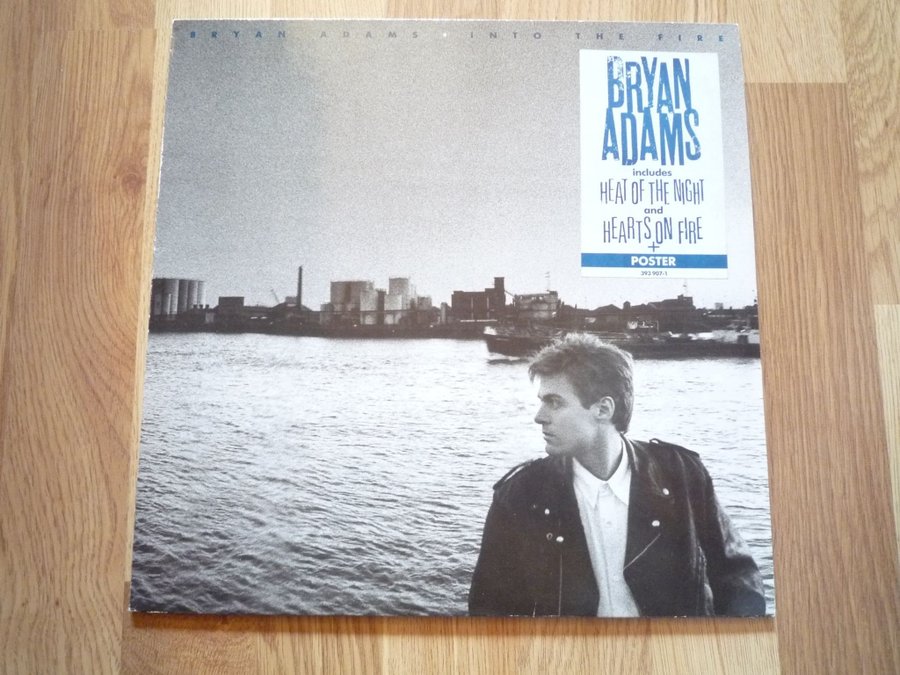 BRYAN ADAMS • INTO THE FIRE
BRYAN
ADAMS
includes
HEAT OF THE NIGHT
and
HEARTS ON FIRE
+
POSTER
393 907-1